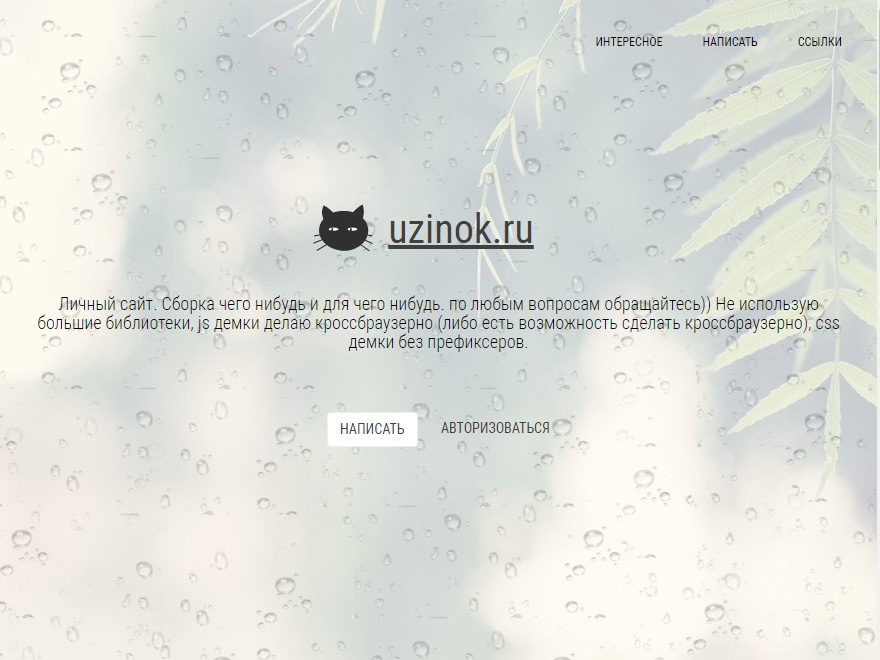 ИНТЕРЕСНОЕ НАПИСАТЬ ССЫЛКИ
uzinok.ru
Личный сайт. Сборка чего нибудь и для чего нибудь. по любым вопросам обращайтесь)) Не использую
большие библиотеки, js демки делаю кроссбраузерно (либо есть возможность сделать кроссбраузерно), css
демки без префиксеров.
НАПИСАТЬ АВТОРИЗОВАТЬСЯ